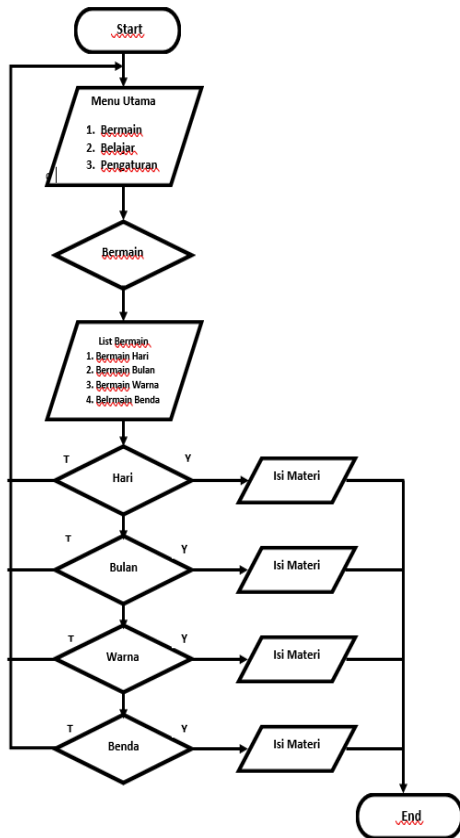 Start
Menu Utama
1. Bermain
2. Belajar
3. Pengaturan
Bermain
List Bermain
1. Bermain Hari
2. Bermain Bulan
3. Bermain Warna
4. Belrmain Benda
T
Y
Hari
Isi Materi
T
Y
Bulan
Isi Materi
T
Y
Warna
Isi Materi
T
Y
Benda
Isi Materi
End